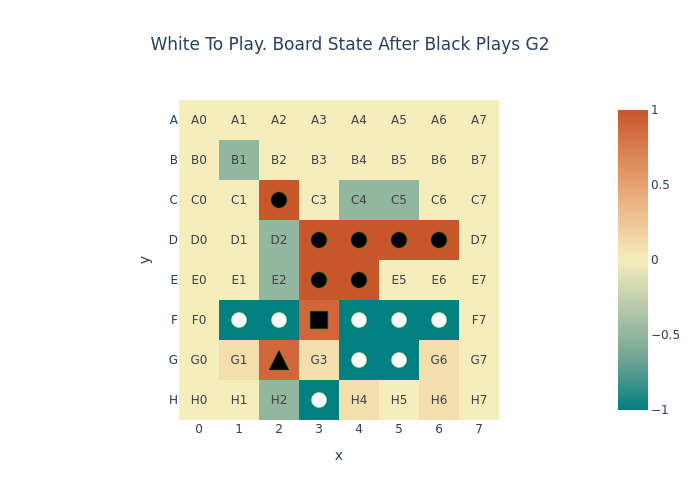 White To Play. Board State After Black Plays G2
A A0 A1 A2 A3 A4 A5 A6 A7
B B0 B1 B2 B3 B4 B5 B6 B7
C C0 C1 C3 C4 C5 C6 C7
D D0 D1 D2 D7
E E0 E1 E2 E5 E6 E7
F F0 F7
G G0 G1 G3 G6 G7
H H0 H1 H2 H4 H5 H6 H7
0 1 2 3 4 5 6 7
x
y
1
0.5
0
−0.5
−1